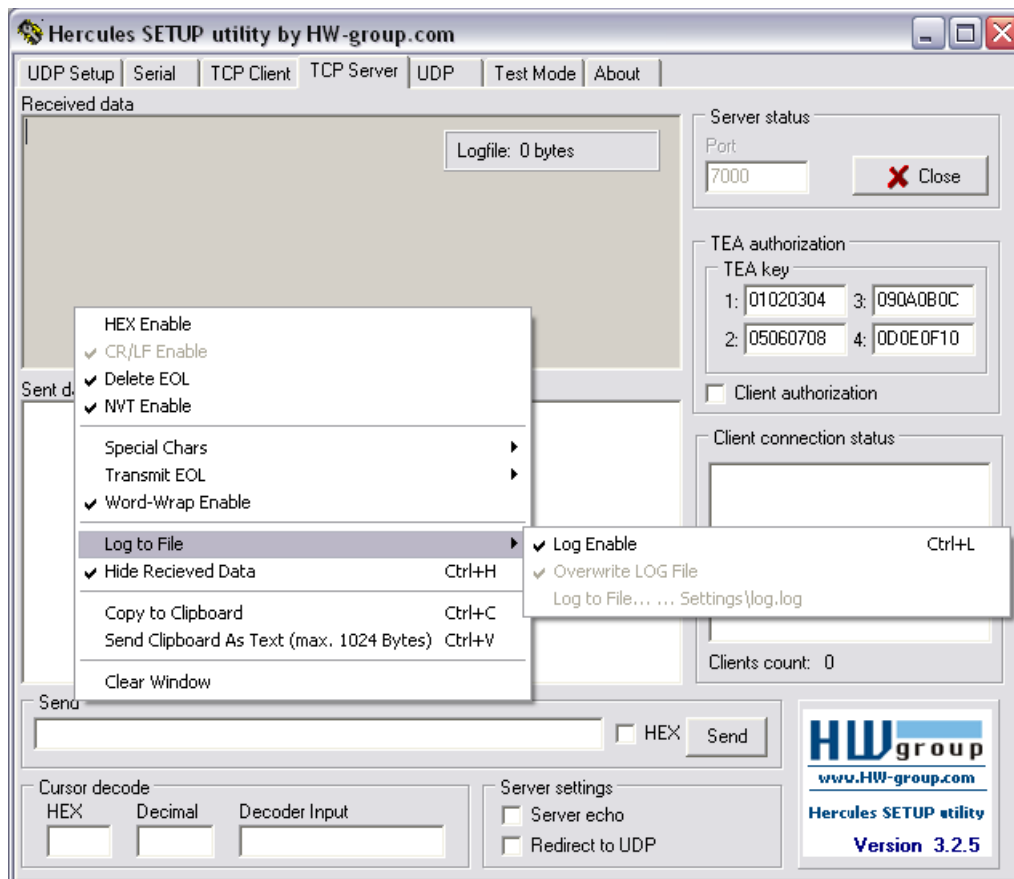 Hercules SETUP utility by HW-group.com
UDP Setup Serial TCP Client TCP Server UDP Test Mode About
Received data
Logfile: 0 bytes
Server status
Port
7000
Close
TEA authorization
TEA key
1: 01020304 3: 090A0B0C
2: 05060708 4: 0D0E0F10
Client authorization
Sent d
HEX Enable
CR/LF Enable
Delete EOL
NVT Enable
Special Chars
Transmit EOL
Word-Wrap Enable
Log to File
Hide Recieved Data Ctrl+H
Copy to Clipboard Ctrl+C
Send Clipboard As Text (max. 1024 Bytes) Ctrl+V
Clear Window
Client connection status
Log Enable Ctrl+L
Overwrite LOG File
Log to File... ... Settings\log.log
Clients count: 0
Send
HEX Send
Cursor decode
HEX Decimal Decoder Input
Server settings
Server echo
Redirect to UDP
HW group
www.HW-group.com
Hercules SETUP utility
Version 3.2.5